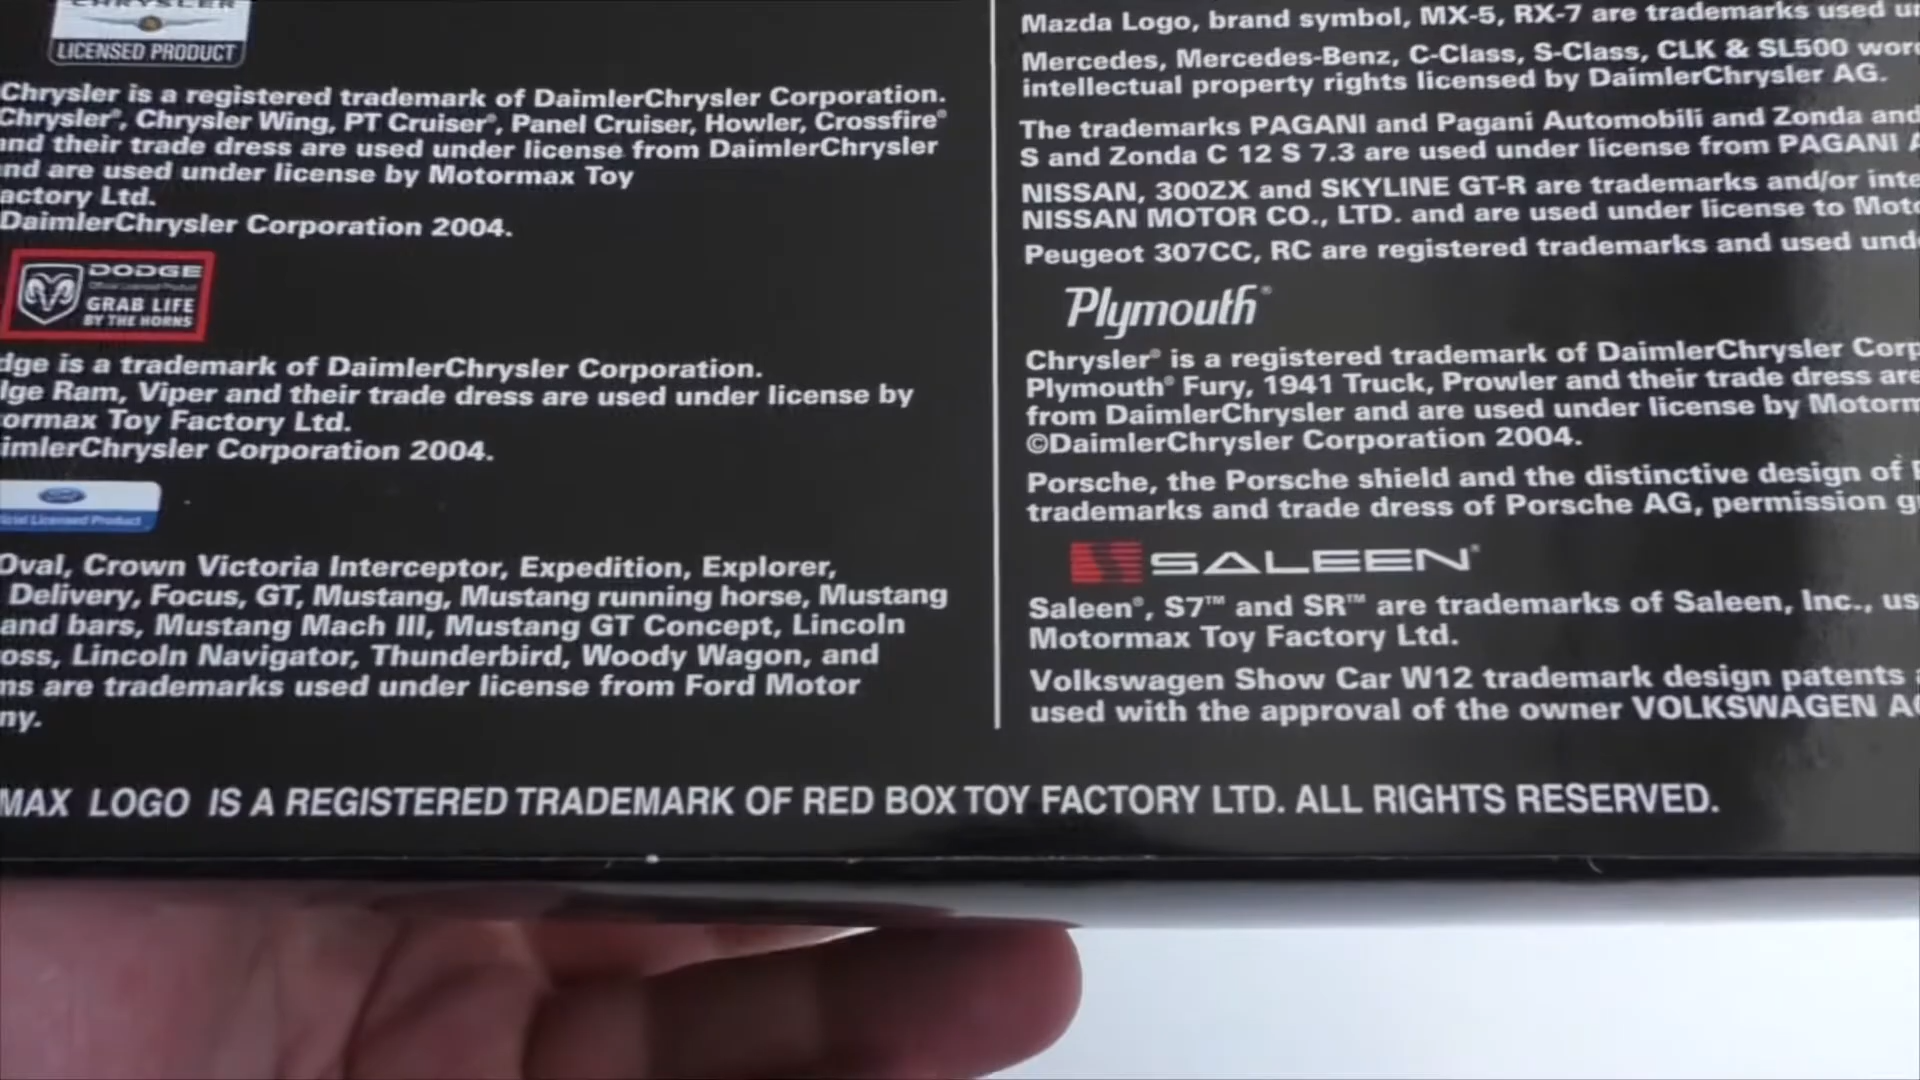 CHRYSLER
LICENSED PRODUCT
Chrysler is a registered trademark of DaimlerChrysler Corporation.
Chrysler®, Chrysler Wing, PT Cruiser®, Panel Cruiser, Howler, Crossfire®
and their trade dress are used under license from DaimlerChrysler
nd are used under license by Motormax Toy
actory Ltd.
DaimlerChrysler Corporation 2004.
DODGE
Official Licensed Product
GRAB LIFE
BY THE HORNS
dge is a trademark of DaimlerChrysler Corporation.
lge Ram, Viper and their trade dress are used under license by
ormax Toy Factory Ltd.
imlerChrysler Corporation 2004.
Ford
icial Licensed Product
Oval, Crown Victoria Interceptor, Expedition, Explorer,
Delivery, Focus, GT, Mustang, Mustang running horse, Mustang
and bars, Mustang Mach III, Mustang GT Concept, Lincoln
oss, Lincoln Navigator, Thunderbird, Woody Wagon, and
ns are trademarks used under license from Ford Motor
ny.
Mazda Logo, brand symbol, MX-5, RX-7 are trademarks used
Mercedes, Mercedes-Benz, C-Class, S-Class, CLK & SL500 wor
intellectual property rights licensed by DaimlerChrysler AG.
The trademarks PAGANI and Pagani Automobili and Zonda and
S and Zonda C 12 S 7.3 are used under license from PAGANI A
NISSAN, 300ZX and SKYLINE GT-R are trademarks and/or inte
NISSAN MOTOR CO., LTD. and are used under license to Moto
Peugeot 307CC, RC are registered trademarks and used und
Plymouth®
Chrysler® is a registered trademark of DaimlerChrysler Corp
Plymouth® Fury, 1941 Truck, Prowler and their trade dress are
from DaimlerChrysler and are used under license by Motorm
©DaimlerChrysler Corporation 2004.
Porsche, the Porsche shield and the distinctive design of
trademarks and trade dress of Porsche AG, permission g
SALEEN®
Saleen®, S7™ and SR™ are trademarks of Saleen, Inc., us
Motormax Toy Factory Ltd.
Volkswagen Show Car W12 trademark design patents
used with the approval of the owner VOLKSWAGEN AG
MAX LOGO IS A REGISTERED TRADEMARK OF RED BOX TOY FACTORY LTD. ALL RIGHTS RESERVED.